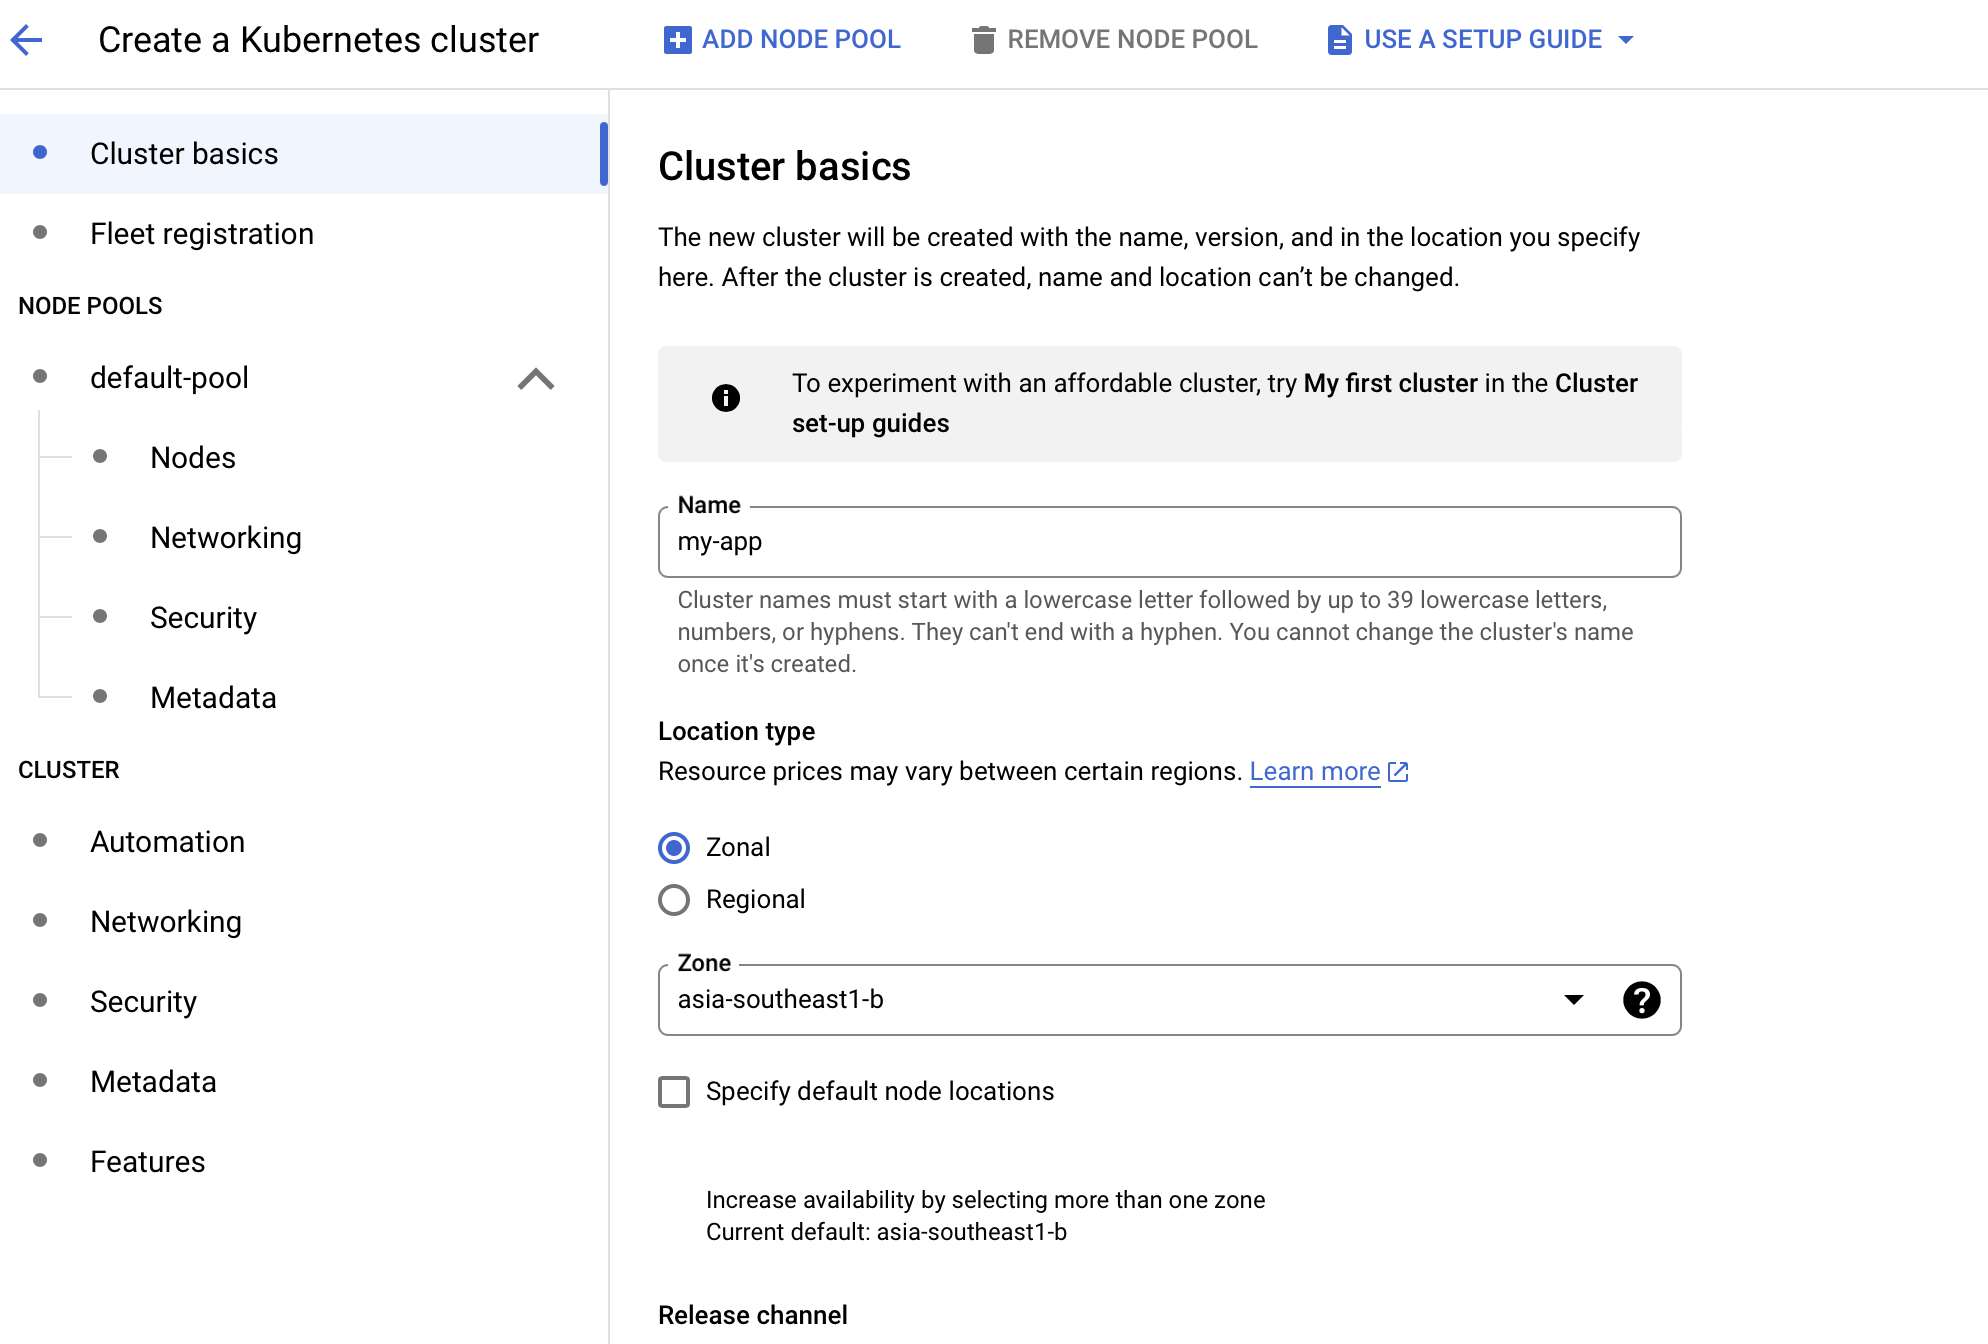 Create a Kubernetes cluster
ADD NODE POOL
REMOVE NODE POOL
USE A SETUP GUIDE
Cluster basics
Fleet registration
NODE POOLS
default-pool
Nodes
Networking
Security
Metadata
CLUSTER
Automation
Networking
Security
Metadata
Features
Cluster basics
The new cluster will be created with the name, version, and in the location you specify
here. After the cluster is created, name and location can’t be changed.
To experiment with an affordable cluster, try My first cluster in the Cluster
set-up guides
Name
my-app
Cluster names must start with a lowercase letter followed by up to 39 lowercase letters,
numbers, or hyphens. They can't end with a hyphen. You cannot change the cluster's name
once it's created.
Location type
Resource prices may vary between certain regions. Learn more
Zonal
Regional
Zone
asia-southeast1-b
Specify default node locations
Increase availability by selecting more than one zone
Current default: asia-southeast1-b
Release channel